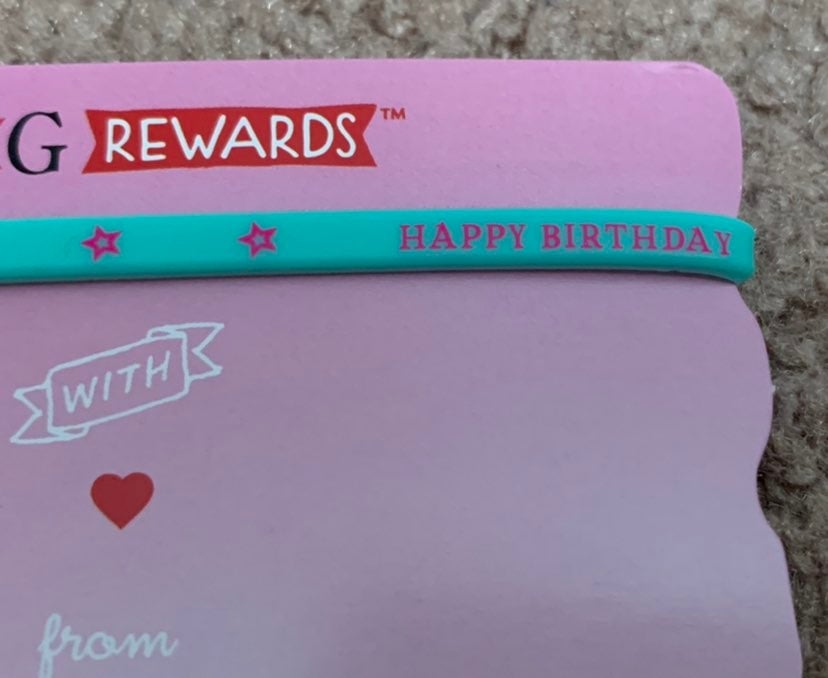 G REWARDS™
HAPPY BIRTHDAY
WITH
from